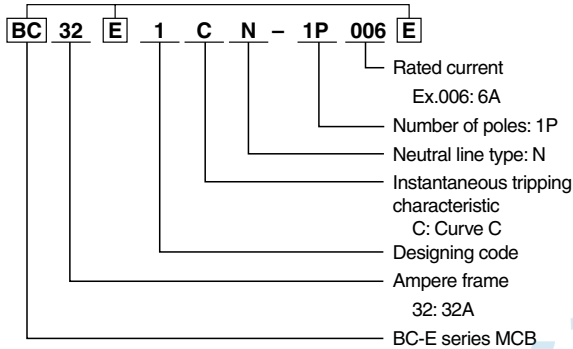 BC 32 E 1 C N – 1P 006 E
Rated current
Ex.006: 6A
Number of poles: 1P
Neutral line type: N
Instantaneous tripping
characteristic
C: Curve C
Designing code
Ampere frame
32: 32A
BC-E series MCB